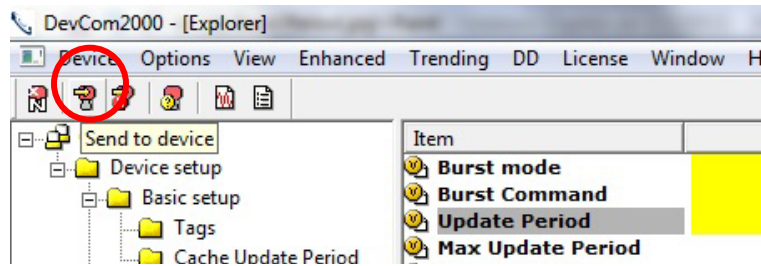 DevCom2000 - [Explorer]
Device Options View Enhanced Trending DD License Window H
Send to device
Item
Device setup
Burst mode
Basic setup
Burst Command
Tags
Update Period
Cache Update Period
Max Update Period